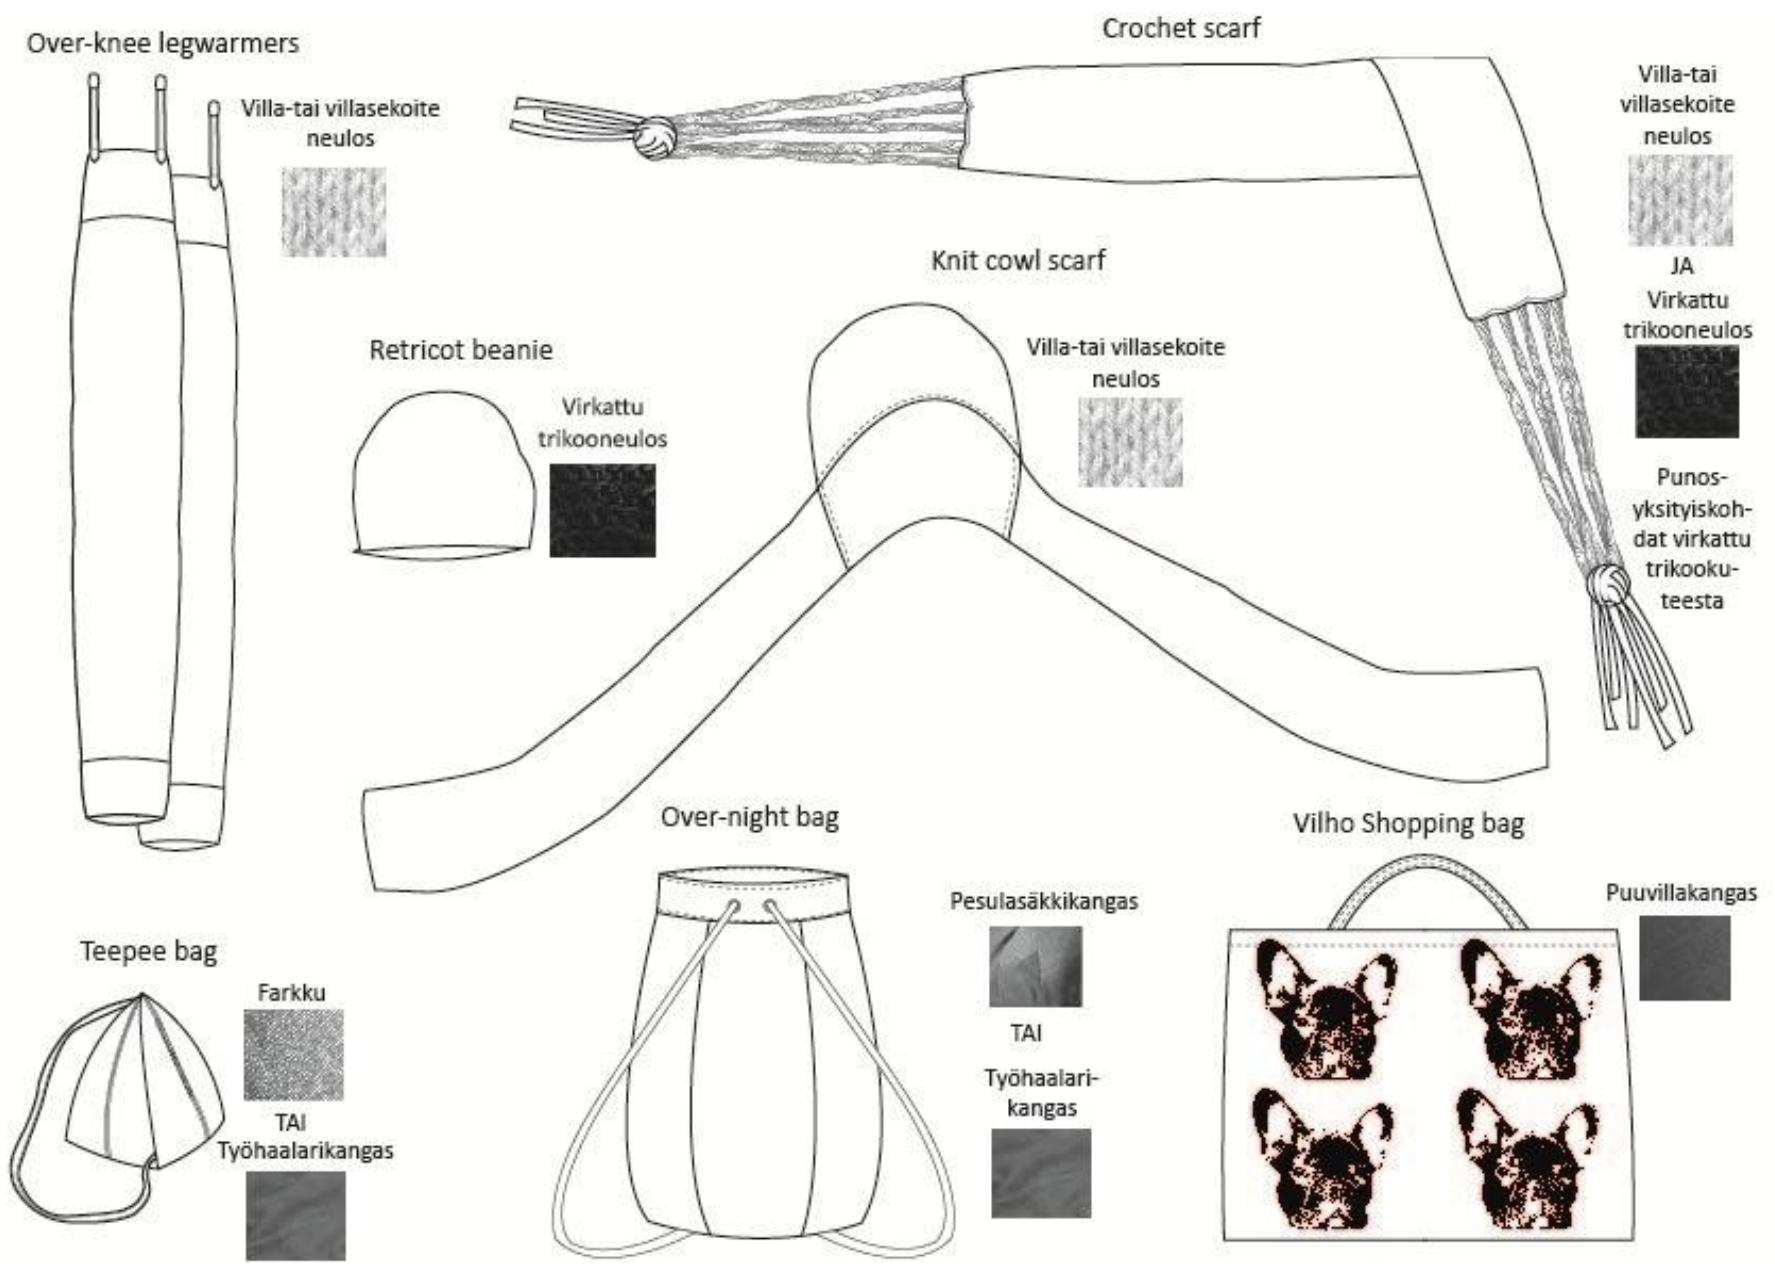 Over-knee legwarmers
Villa-tai villasekoite
neulos
Crochet scarf
Villa-tai
villasekoite
neulos
JA
Virkattu
trikooneulos
Punos-
yksityiskoh-
dat virkattu
trikooku-
teesta
Knit cowl scarf
Villa-tai villasekoite
neulos
Retricot beanie
Virkattu
trikooneulos
Over-night bag
Pesulasäkkikangas
TAI
Työhaalari-
kangas
Vilho Shopping bag
Puuvillakangas
Teepee bag
Farkku
TAI
Työhaalarikangas